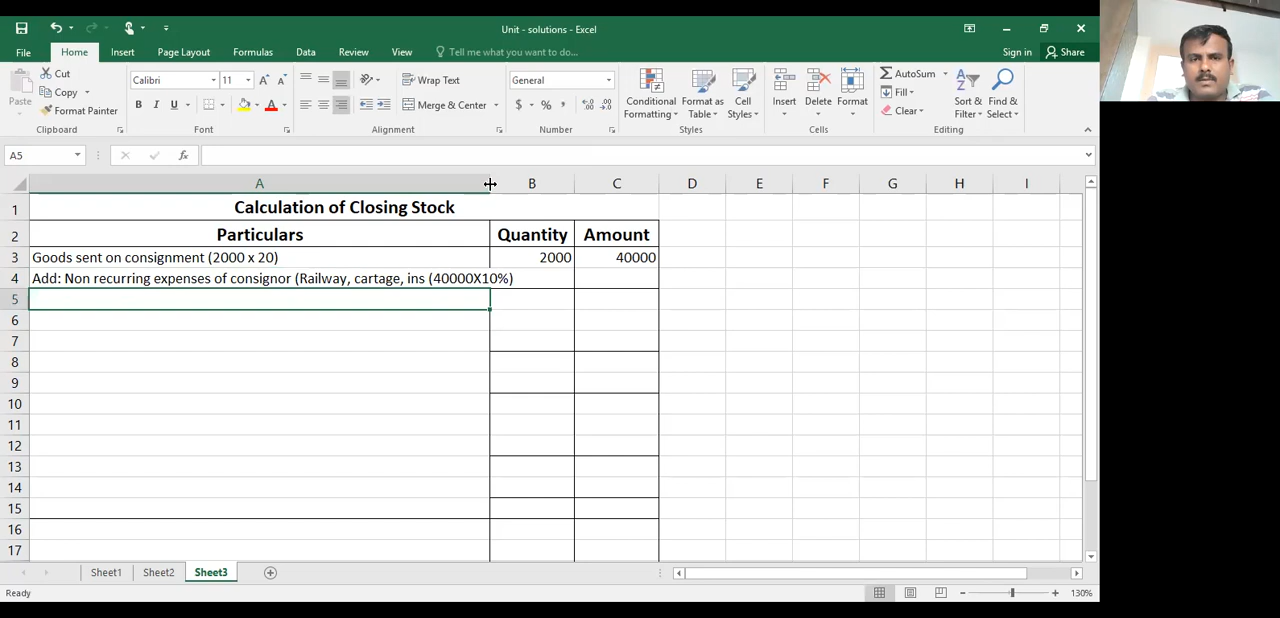 Unit - solutions - Excel
File Home Insert Page Layout Formulas Data Review View Tell me what you want to do... Sign in Share
Paste Cut Copy Format Painter Clipboard
Calibri 11 A A B I U A Font
Wrap Text Merge & Center Alignment
General $ % , Number
Conditional Formatting Format as Table Cell Styles Styles
Insert Delete Format Cells
AutoSum Fill Clear Sort & Filter Find & Select Editing
A5 fx
A B C D E F G H I
1 Calculation of Closing Stock
2 Particulars Quantity Amount
3 Goods sent on consignment (2000 x 20) 2000 40000
4 Add: Non recurring expenses of consignor (Railway, cartage, ins (40000X10%)
5
6
7
8
9
10
11
12
13
14
15
16
17
Sheet1 Sheet2 Sheet3
Ready 130%